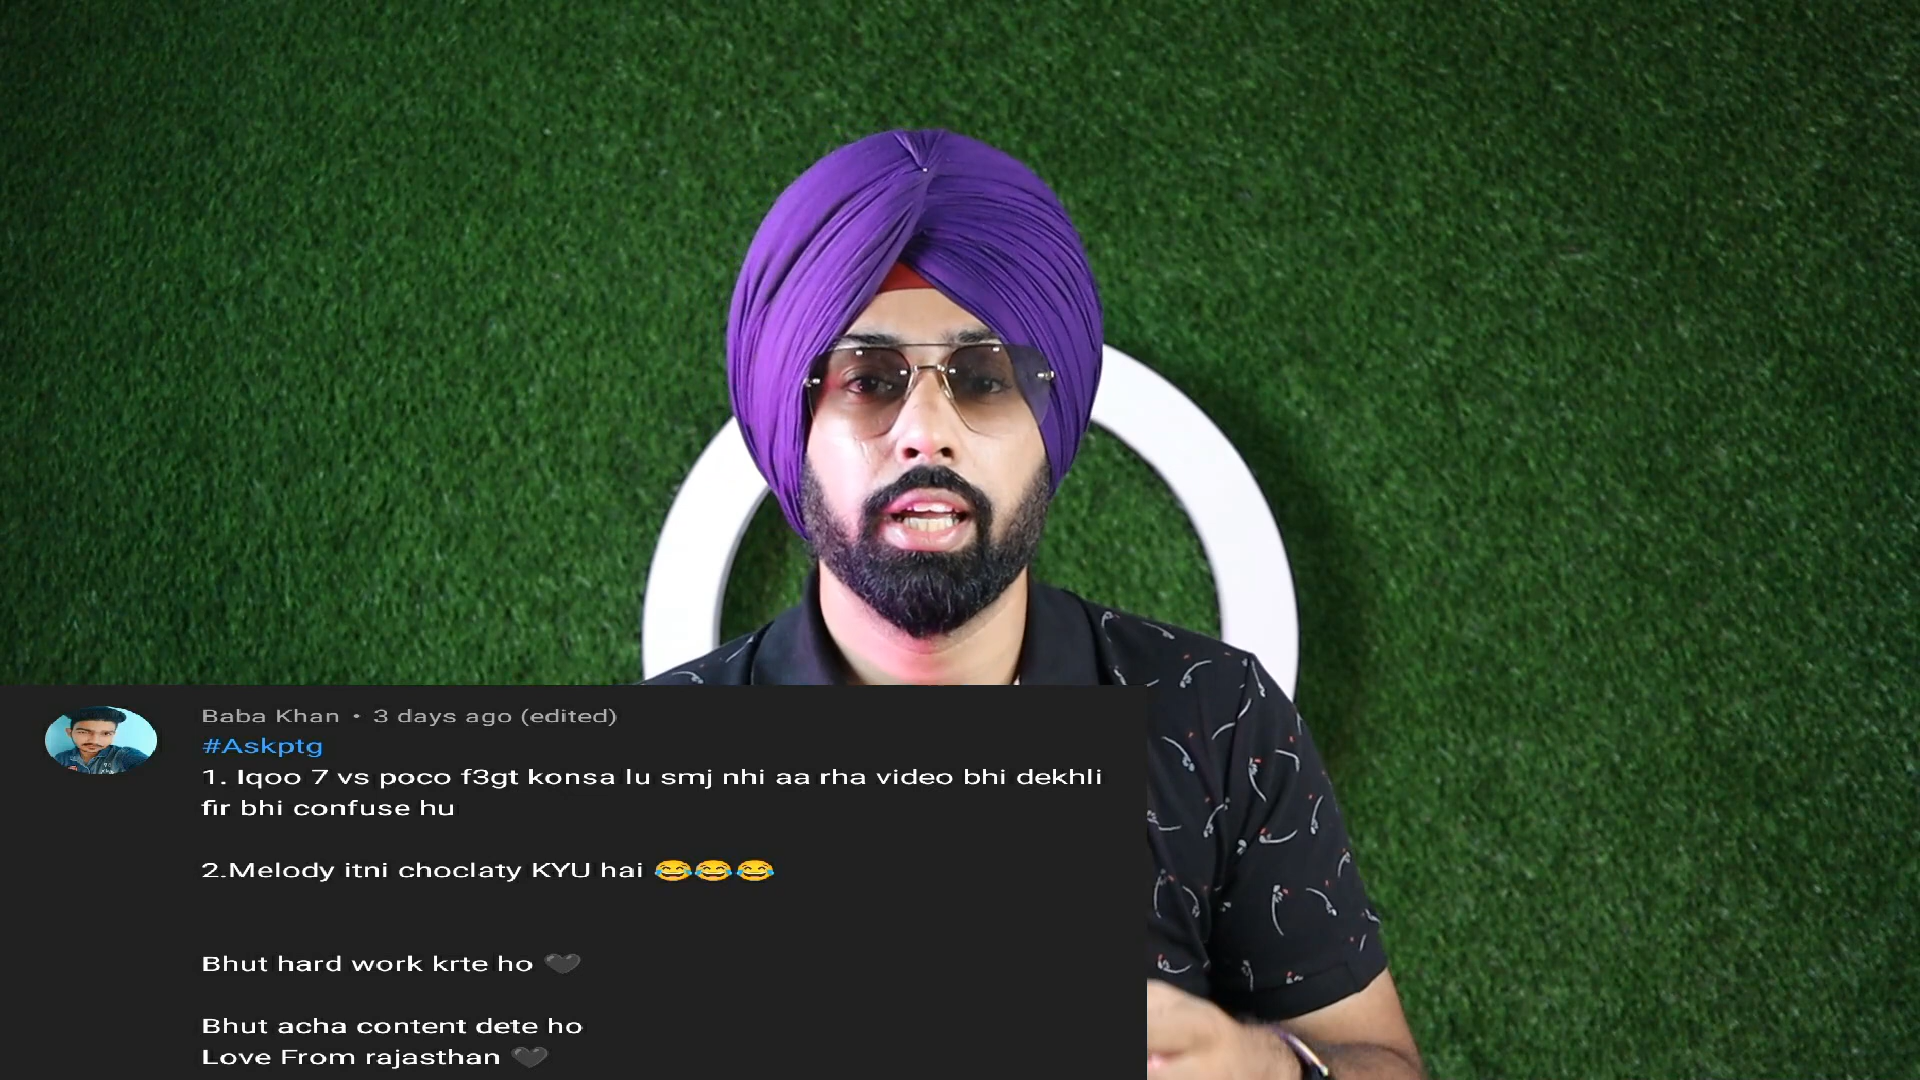 Baba Khan • 3 days ago (edited)
#Askptg
1. Iqoo 7 vs poco f3gt konsa lu smj nhi aa rha video bhi dekhli
fir bhi confuse hu
2.Melody itni choclaty KYU hai 😂😂😂
Bhut hard work krte ho 🖤
Bhut acha content dete ho
Love From rajasthan 🖤